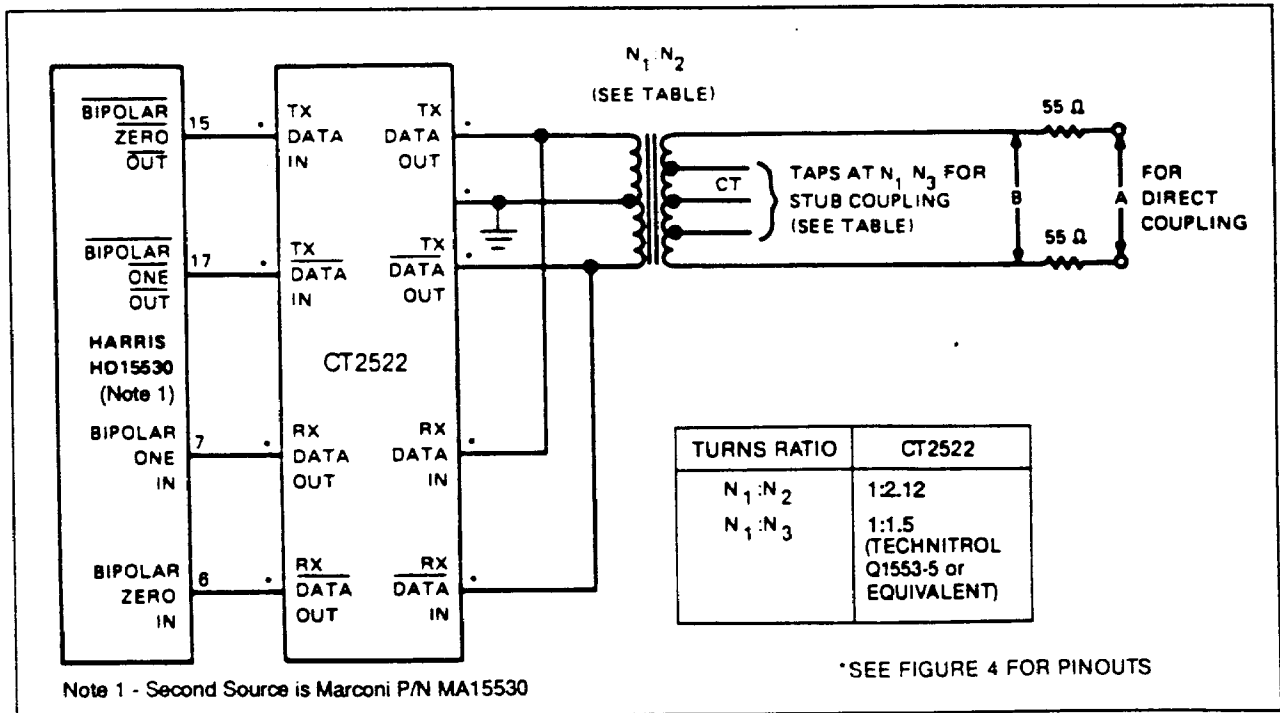 BIPOLAR
ZERO
OUT
15
BIPOLAR
ONE
OUT
17
HARRIS
HD15530
(Note 1)
BIPOLAR
ONE
IN
7
BIPOLAR
ZERO
IN
6
• TX
DATA
IN
• TX
DATA
IN
• RX
DATA
OUT
• RX
DATA
OUT
CT2522
TX •
DATA
OUT
•
TX •
DATA
OUT
RX •
DATA
IN
RX •
DATA
IN
N1:N2
(SEE TABLE)
CT
TAPS AT N1 N3 FOR
STUB COUPLING
(SEE TABLE)
B
55 Ω
55 Ω
A
FOR
DIRECT
COUPLING
TURNS RATIO CT2522
N1:N2 1:2.12
N1:N3 1:1.5
(TECHNITROL
Q1553-5 or
EQUIVALENT)
•SEE FIGURE 4 FOR PINOUTS
Note 1 - Second Source is Marconi P/N MA15530